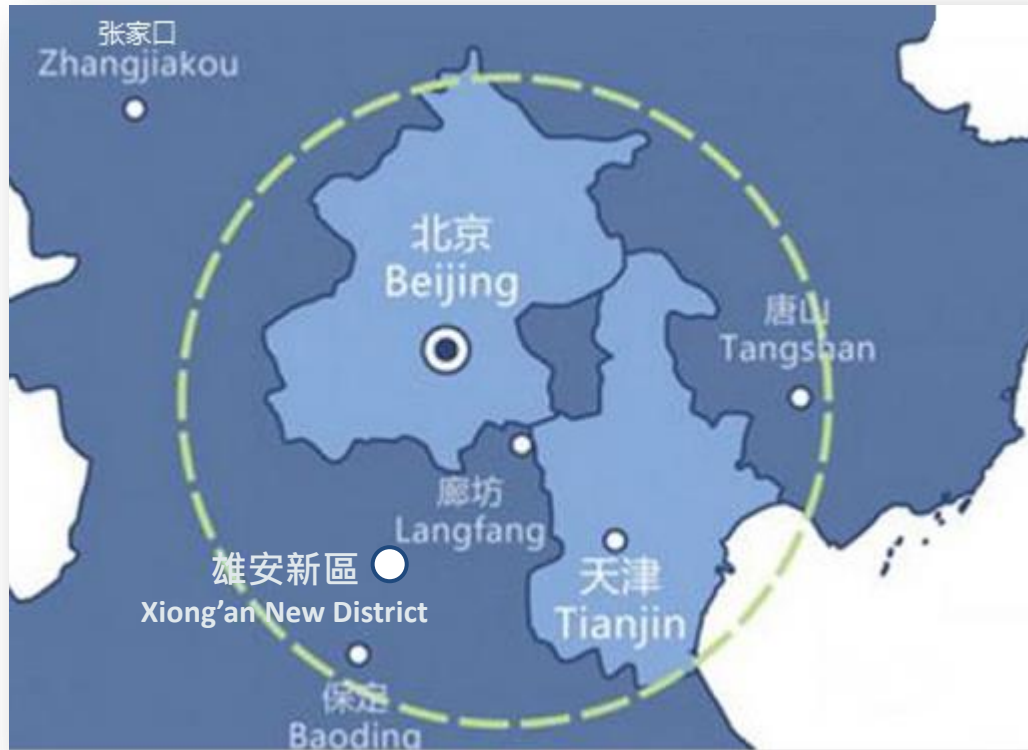 张家口
Zhangjiakou
北京
Beijing
唐山
Tangshan
廊坊
Langfang
雄安新區
Xiong’an New District
天津
Tianjin
保定
Baoding